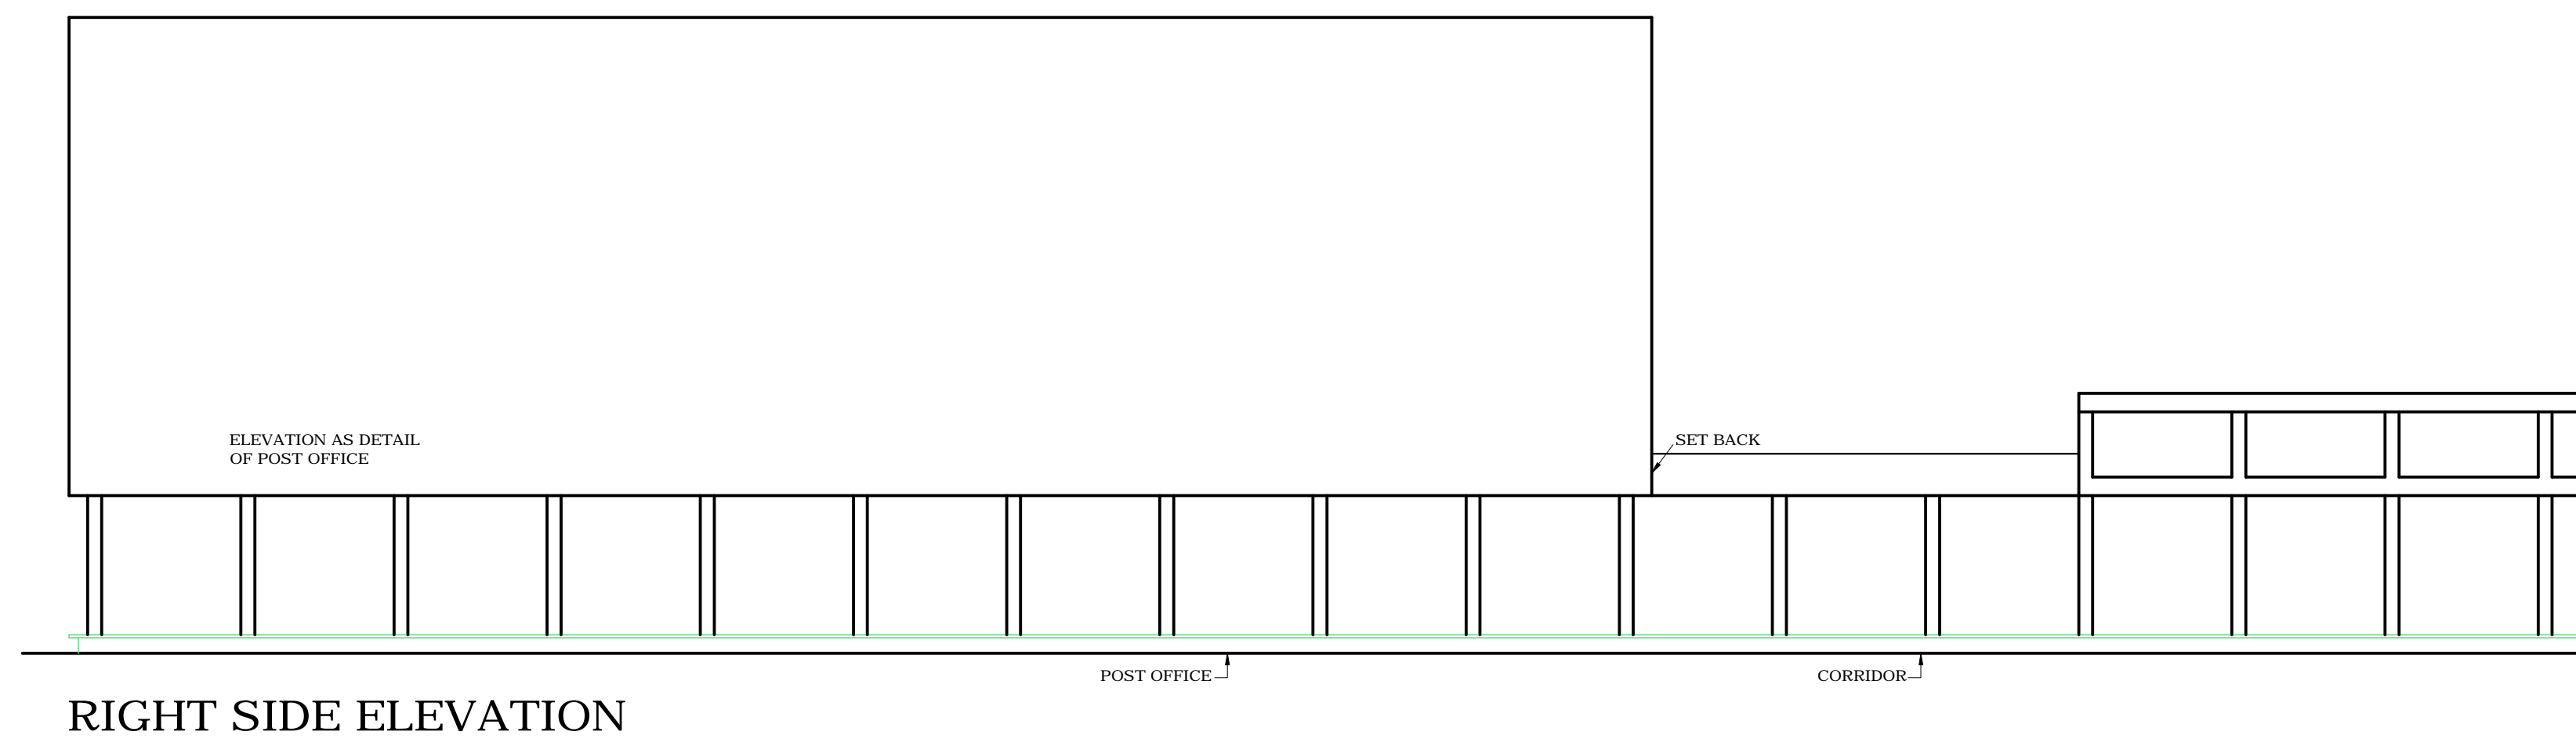 ELEVATION AS DETAIL
OF POST OFFICE
SET BACK
POST OFFICE
CORRIDOR
RIGHT SIDE ELEVATION